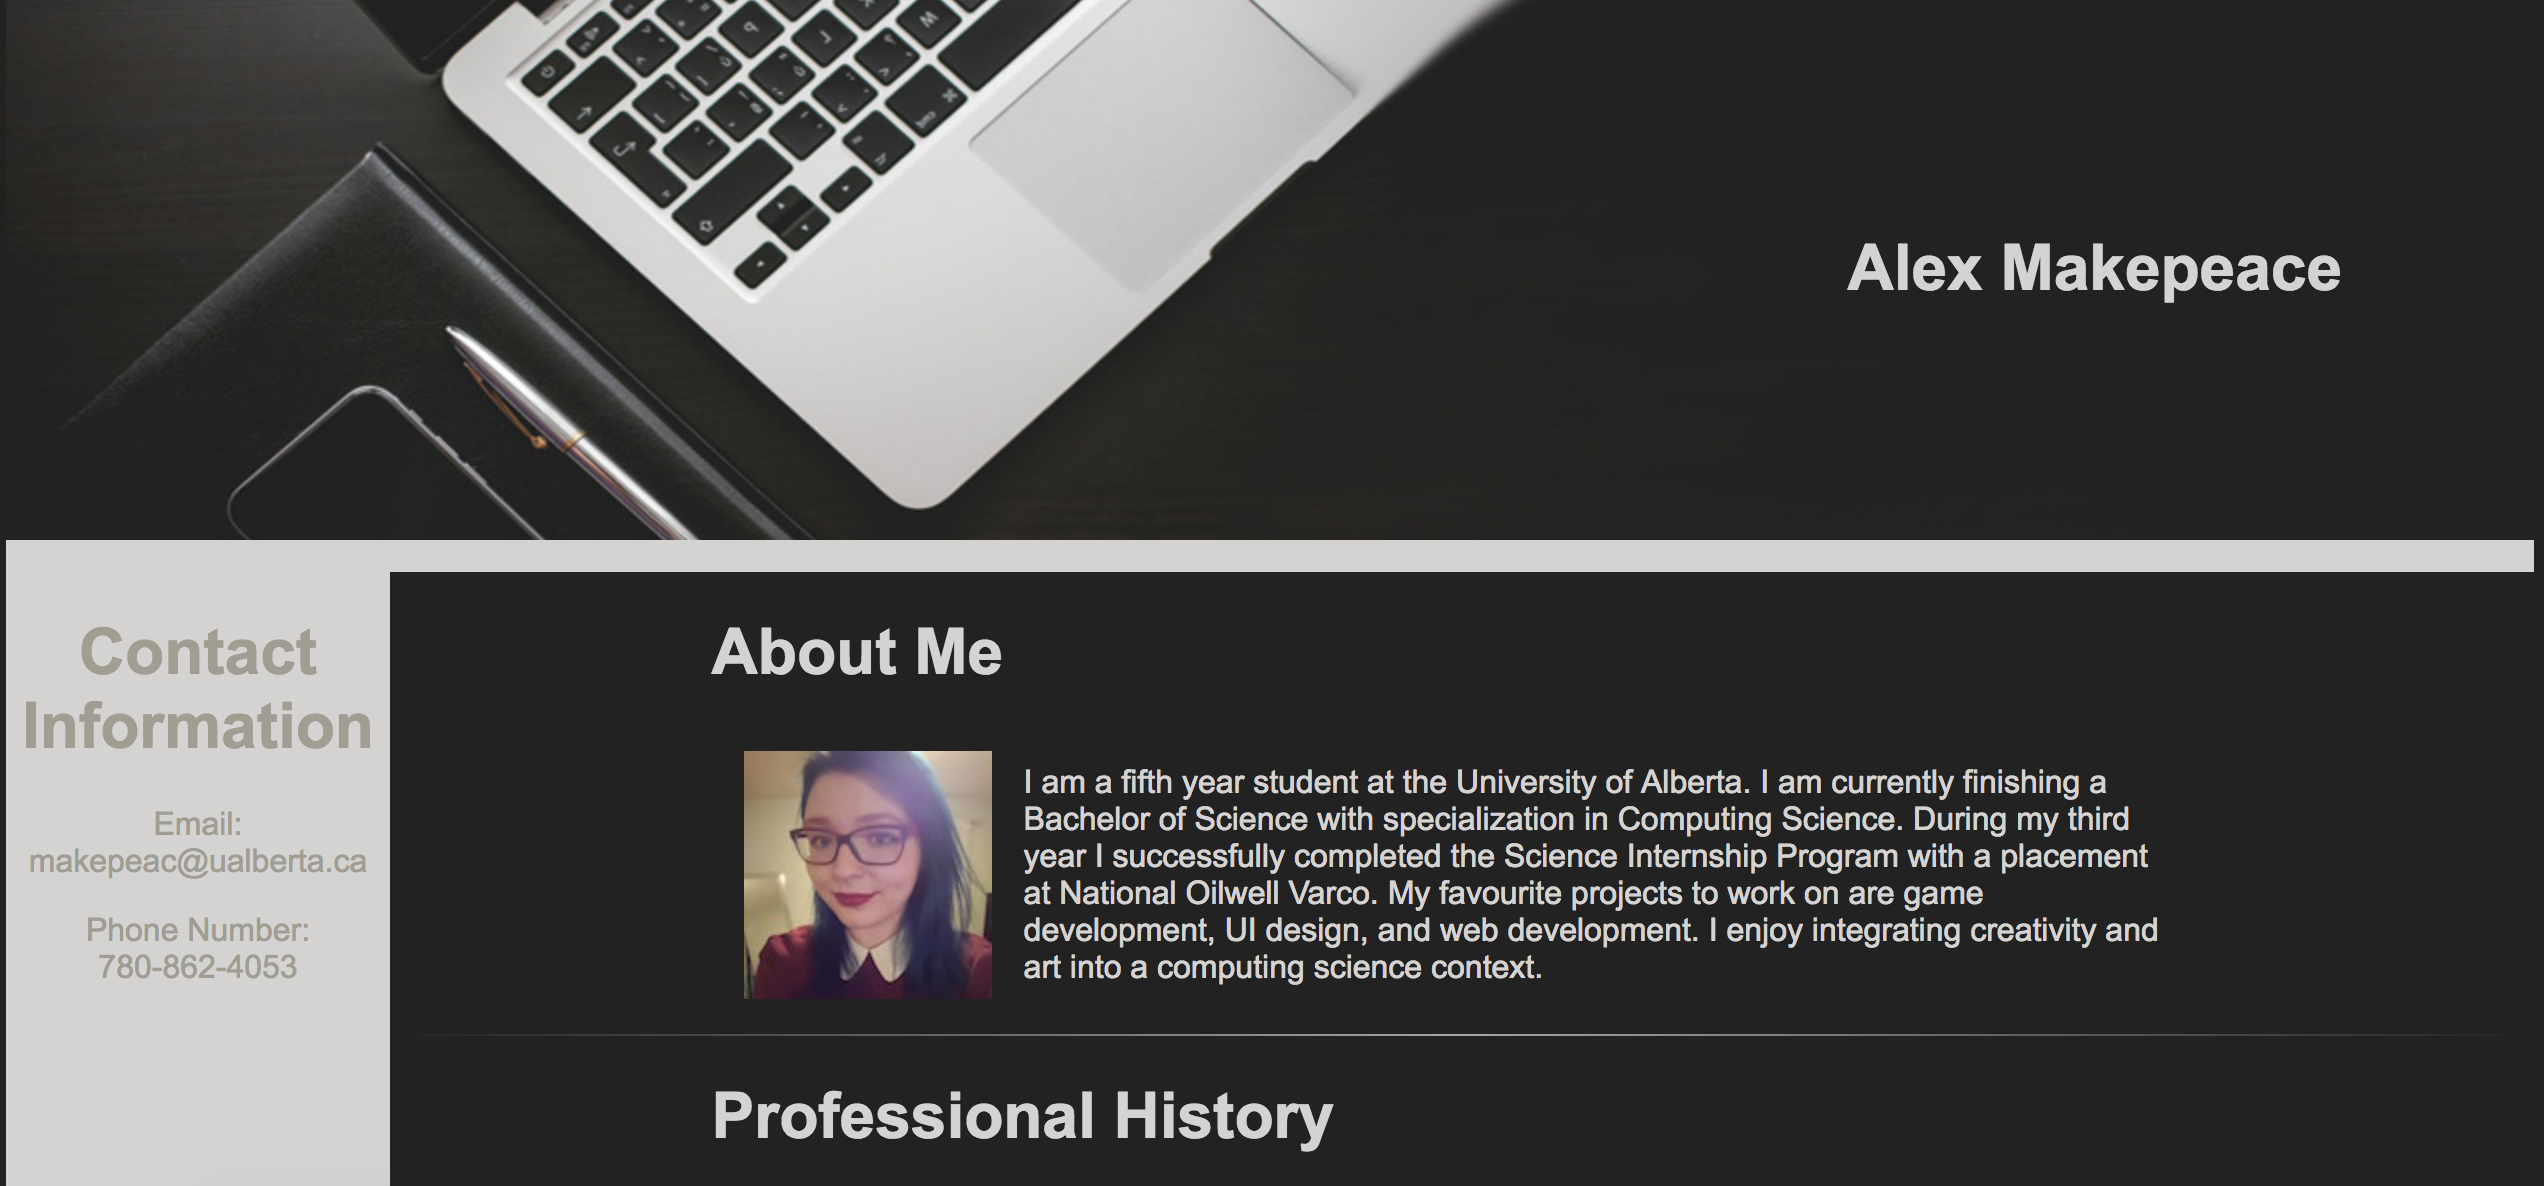 Alex Makepeace
Contact
Information
Email:
makepeac@ualberta.ca
Phone Number:
780-862-4053
About Me
I am a fifth year student at the University of Alberta. I am currently finishing a
Bachelor of Science with specialization in Computing Science. During my third
year I successfully completed the Science Internship Program with a placement
at National Oilwell Varco. My favourite projects to work on are game
development, UI design, and web development. I enjoy integrating creativity and
art into a computing science context.
Professional History